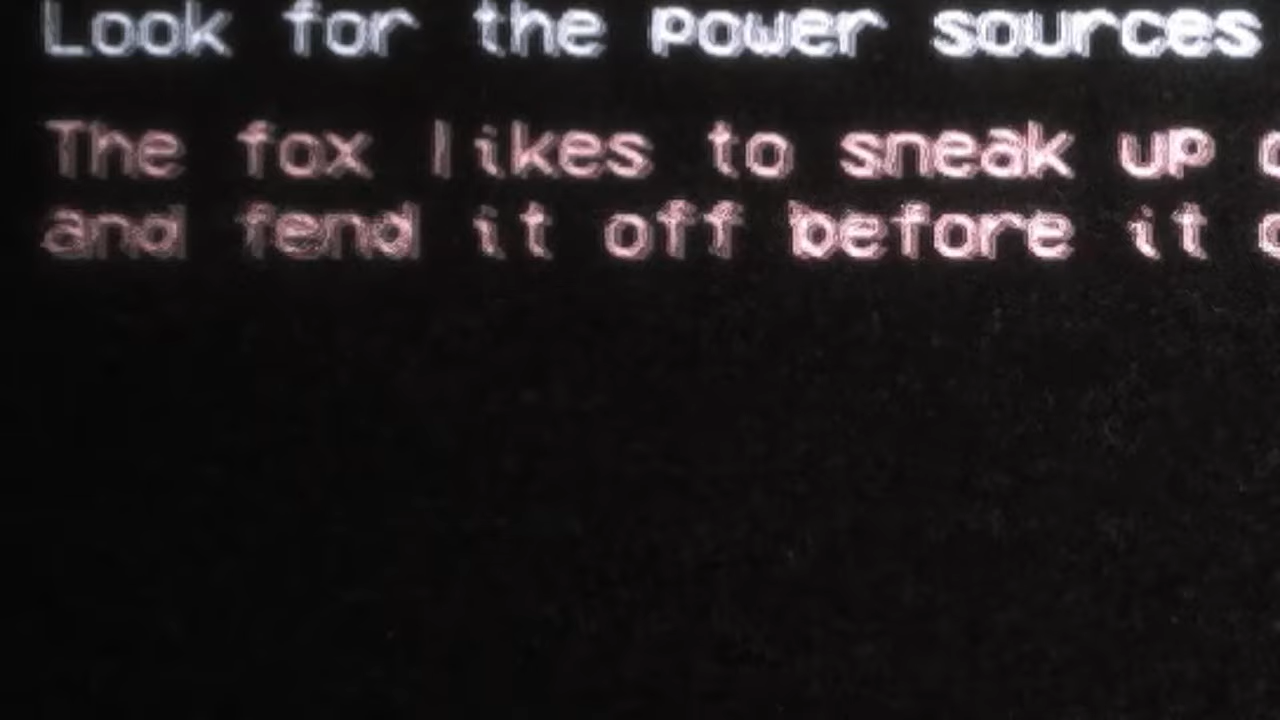 Look for the power sources
The fox likes to sneak up
and fend it off before it